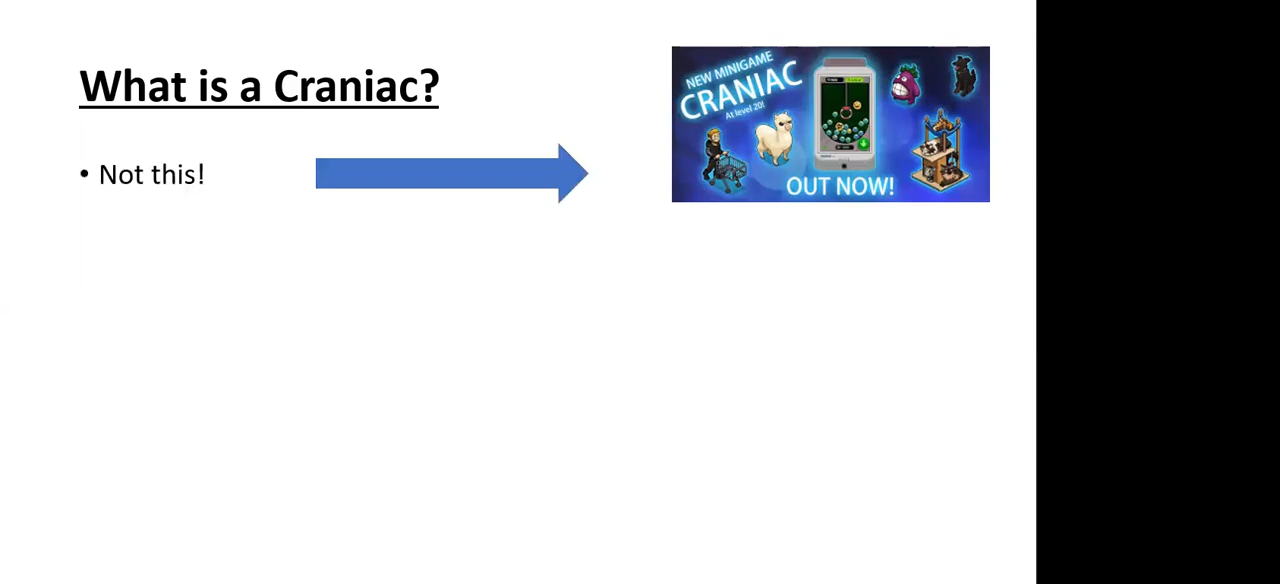 What is a Craniac?
• Not this!
NEW MINIGAME
CRANIAC
At level 20!
OUT NOW!